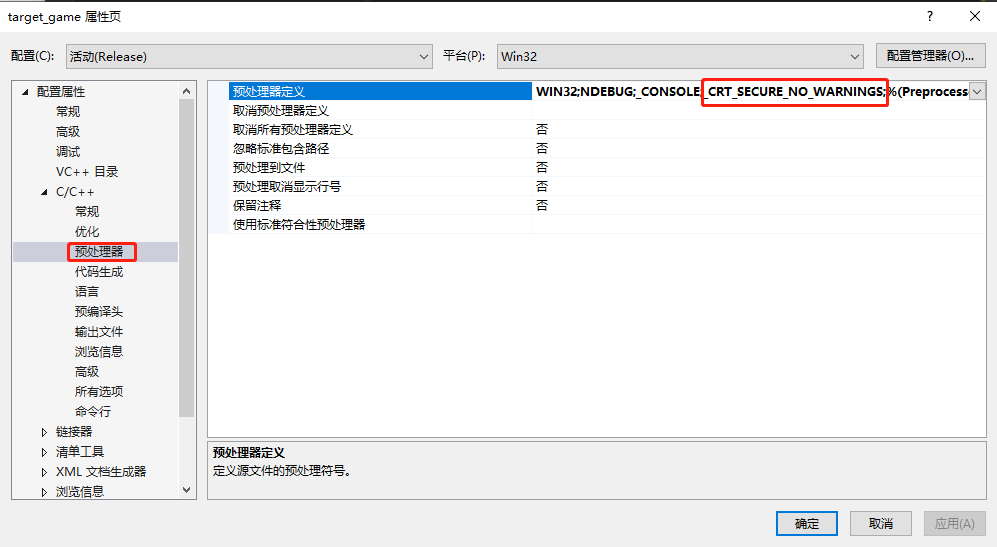 target_game 属性页
?
配置(C):
活动(Release)
平台(P):
Win32
配置管理器(O)...
配置属性
常规
高级
调试
VC++ 目录
C/C++
常规
优化
预处理器
代码生成
语言
预编译头
输出文件
浏览信息
高级
所有选项
命令行
链接器
清单工具
XML 文档生成器
浏览信息
预处理器定义 WIN32;NDEBUG;_CONSOLE;_CRT_SECURE_NO_WARNINGS;%(Preprocess
取消预处理器定义
取消所有预处理器定义 否
忽略标准包含路径 否
预处理到文件 否
预处理取消显示行号 否
保留注释 否
使用标准符合性预处理器
预处理器定义
定义源文件的预处理符号。
确定
取消
应用(A)